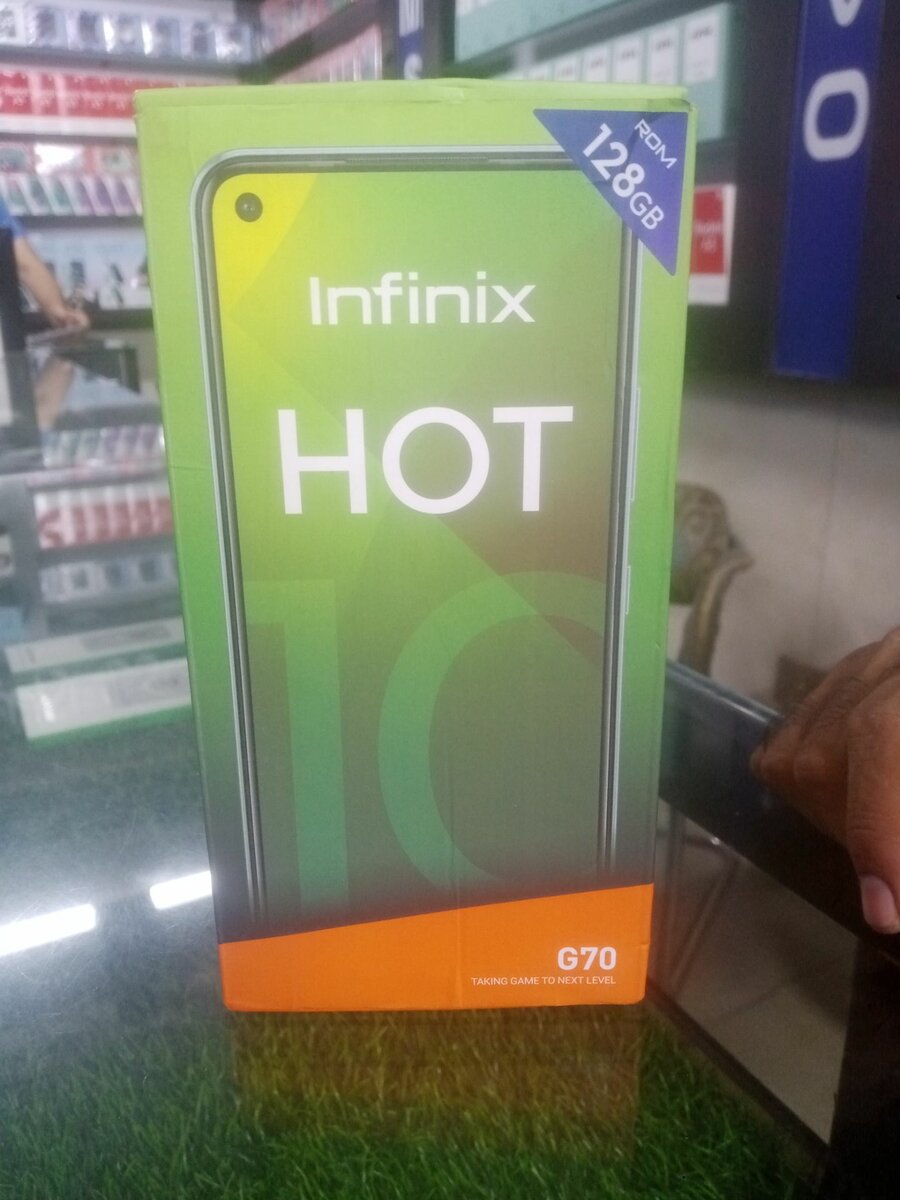 ROM
128GB
Infinix
HOT
10
G70
TAKING GAME TO NEXT LEVEL